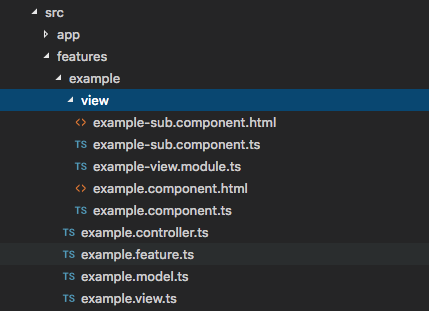 src
app
features
example
view
<> example-sub.component.html
TS example-sub.component.ts
TS example-view.module.ts
<> example.component.html
TS example.component.ts
TS example.controller.ts
TS example.feature.ts
TS example.model.ts
TS example.view.ts